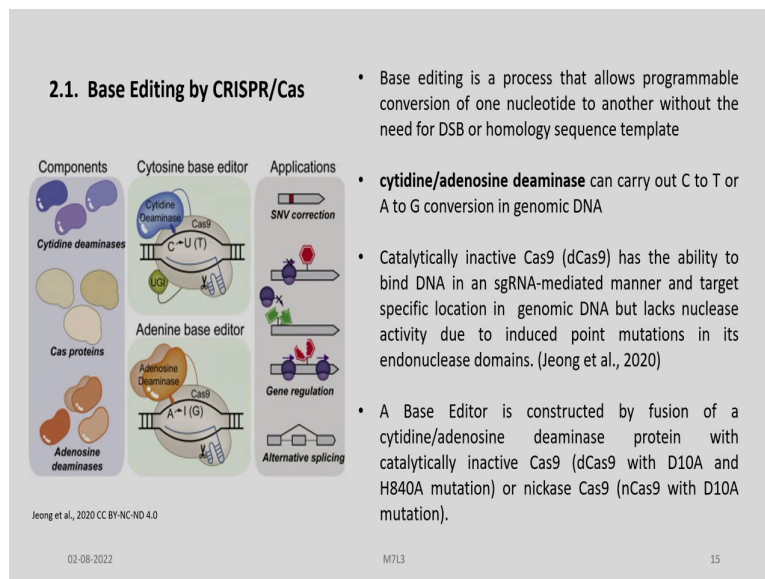 2.1. Base Editing by CRISPR/Cas
Components
Cytidine deaminases
Cas proteins
Adenosine
deaminases
Cytosine base editor
Cytidine
Deaminase
Cas9
C→U (T)
UGI
Adenine base editor
Adenosine
Deaminase
Cas9
A→I (G)
Applications
SNV correction
Gene regulation
Alternative splicing
Jeong et al., 2020 CC BY-NC-ND 4.0
• Base editing is a process that allows programmable
conversion of one nucleotide to another without the
need for DSB or homology sequence template
• cytidine/adenosine deaminase can carry out C to T or
A to G conversion in genomic DNA
• Catalytically inactive Cas9 (dCas9) has the ability to
bind DNA in an sgRNA-mediated manner and target
specific location in genomic DNA but lacks nuclease
activity due to induced point mutations in its
endonuclease domains. (Jeong et al., 2020)
• A Base Editor is constructed by fusion of a
cytidine/adenosine deaminase protein with
catalytically inactive Cas9 (dCas9 with D10A and
H840A mutation) or nickase Cas9 (nCas9 with D10A
mutation).
02-08-2022
M7L3
15